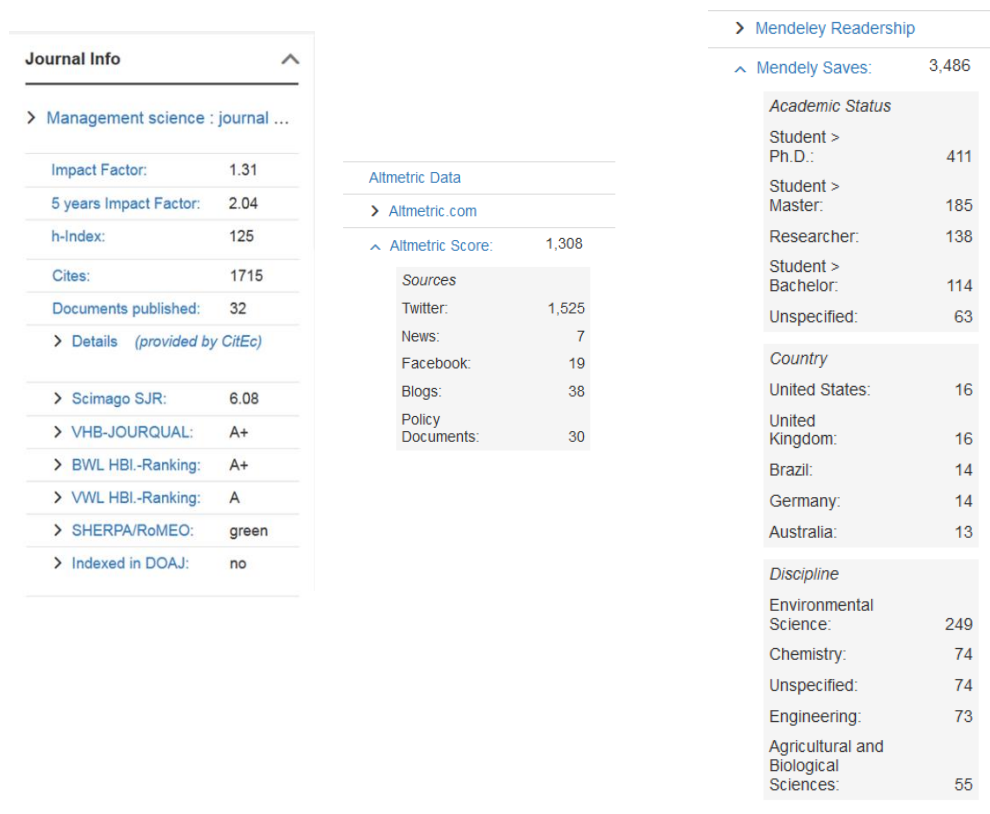 Journal Info
Management science : journal ...
Impact Factor: 1.31
5 years Impact Factor: 2.04
h-Index: 125
Cites: 1715
Documents published: 32
Details (provided by CitEc)
Scimago SJR: 6.08
VHB-JOURQUAL: A+
BWL HBl.-Ranking: A+
VWL HBl.-Ranking: A
SHERPA/RoMEO: green
Indexed in DOAJ: no
Altmetric Data
Altmetric.com
Altmetric Score: 1,308
Sources
Twitter: 1,525
News: 7
Facebook: 19
Blogs: 38
Policy
Documents: 30
Mendeley Readership
Mendely Saves: 3,486
Academic Status
Student >
Ph.D.: 411
Student >
Master: 185
Researcher: 138
Student >
Bachelor: 114
Unspecified: 63
Country
United States: 16
United
Kingdom: 16
Brazil: 14
Germany: 14
Australia: 13
Discipline
Environmental
Science: 249
Chemistry: 74
Unspecified: 74
Engineering: 73
Agricultural and
Biological
Sciences: 55